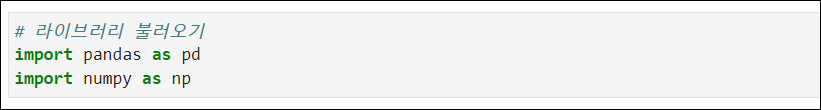 # 라이브러리 불러오기
import pandas as pd
import numpy as np